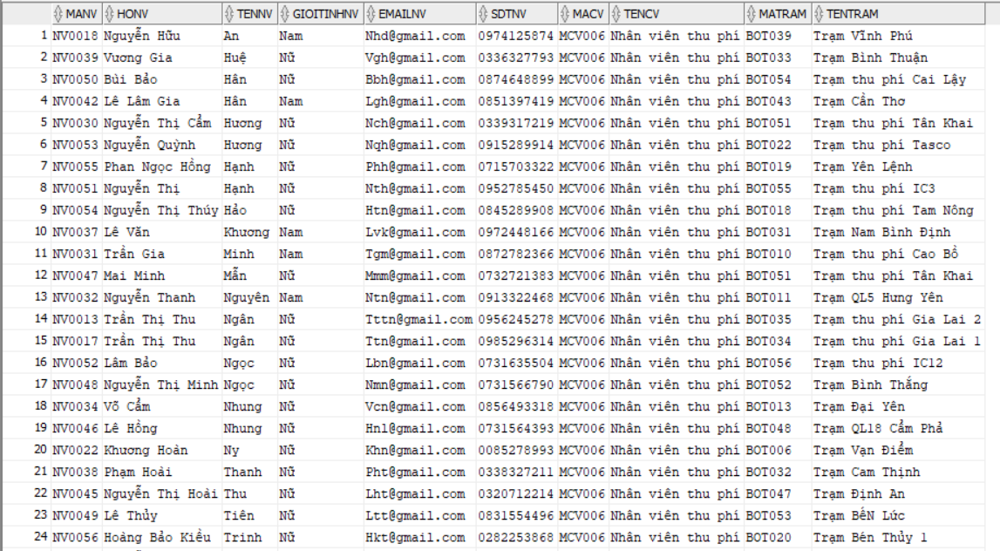 MANV HONV TENNV GIOITINHNV EMAILNV SDTNV MACV TENCV MATRAM TENTRAM
1 NV0018 Nguyễn Hữu An Nam Nhd@gmail.com 0974125874 MCV006 Nhân viên thu phí BOT039 Trạm Vĩnh Phú
2 NV0039 Vương Gia Huệ Nữ Vgh@gmail.com 0336327793 MCV006 Nhân viên thu phí BOT033 Trạm Bình Thuận
3 NV0050 Bùi Bảo Hân Nữ Bbh@gmail.com 0874648899 MCV006 Nhân viên thu phí BOT054 Trạm thu phí Cai Lậy
4 NV0042 Lê Lâm Gia Hân Nam Lgh@gmail.com 0851397419 MCV006 Nhân viên thu phí BOT043 Trạm Cần Thơ
5 NV0030 Nguyễn Thị Cẩm Hương Nữ Nch@gmail.com 0339317219 MCV006 Nhân viên thu phí BOT051 Trạm thu phí Tân Khai
6 NV0053 Nguyễn Quỳnh Hương Nữ Nqh@gmail.com 0915289914 MCV006 Nhân viên thu phí BOT022 Trạm thu phí Tasco
7 NV0055 Phan Ngọc Hồng Hạnh Nữ Phh@gmail.com 0715703322 MCV006 Nhân viên thu phí BOT019 Trạm Yên Lệnh
8 NV0051 Nguyễn Thị Hạnh Nữ Nth@gmail.com 0952785450 MCV006 Nhân viên thu phí BOT055 Trạm thu phí IC3
9 NV0054 Nguyễn Thị Thúy Hảo Nữ Htn@gmail.com 0845289908 MCV006 Nhân viên thu phí BOT018 Trạm thu phí Tam Nông
10 NV0037 Lê Văn Khương Nam Lvk@gmail.com 0972448166 MCV006 Nhân viên thu phí BOT031 Trạm Nam Bình Định
11 NV0031 Trần Gia Minh Nam Tgm@gmail.com 0872782366 MCV006 Nhân viên thu phí BOT010 Trạm thu phí Cao Bồ
12 NV0047 Mai Minh Mẫn Nữ Mmm@gmail.com 0732721383 MCV006 Nhân viên thu phí BOT051 Trạm thu phí Tân Khai
13 NV0032 Nguyễn Thanh Nguyên Nam Ntn@gmail.com 0913322468 MCV006 Nhân viên thu phí BOT011 Trạm QL5 Hưng Yên
14 NV0013 Trần Thị Thu Ngân Nữ Tttn@gmail.com 0956245278 MCV006 Nhân viên thu phí BOT035 Trạm thu phí Gia Lai 2
15 NV0017 Trần Thị Thu Ngân Nữ Ttn@gmail.com 0985296314 MCV006 Nhân viên thu phí BOT034 Trạm thu phí Gia Lai 1
16 NV0052 Lâm Bảo Ngọc Nữ Lbn@gmail.com 0731635504 MCV006 Nhân viên thu phí BOT056 Trạm thu phí IC12
17 NV0048 Nguyễn Thị Minh Ngọc Nữ Nmn@gmail.com 0731566790 MCV006 Nhân viên thu phí BOT052 Trạm Bình Thắng
18 NV0034 Võ Cẩm Nhung Nữ Vcn@gmail.com 0856493318 MCV006 Nhân viên thu phí BOT013 Trạm Đại Yên
19 NV0046 Lê Hồng Nhung Nữ Hnl@gmail.com 0731564393 MCV006 Nhân viên thu phí BOT048 Trạm QL18 Cẩm Phả
20 NV0022 Khương Hoàn Ny Nữ Khn@gmail.com 0085278993 MCV006 Nhân viên thu phí BOT006 Trạm Vạn Điểm
21 NV0038 Phạm Hoài Thanh Nữ Pht@gmail.com 0338327211 MCV006 Nhân viên thu phí BOT032 Trạm Cam Thịnh
22 NV0045 Nguyễn Thị Hoài Thu Nữ Lht@gmail.com 0320712214 MCV006 Nhân viên thu phí BOT047 Trạm Định An
23 NV0049 Lê Thủy Tiên Nữ Ltt@gmail.com 0831554496 MCV006 Nhân viên thu phí BOT053 Trạm BẾN Lức
24 NV0056 Hoàng Bảo Kiều Trinh Nữ Hkt@gmail.com 0282253868 MCV006 Nhân viên thu phí BOT020 Trạm Bén Thủy 1